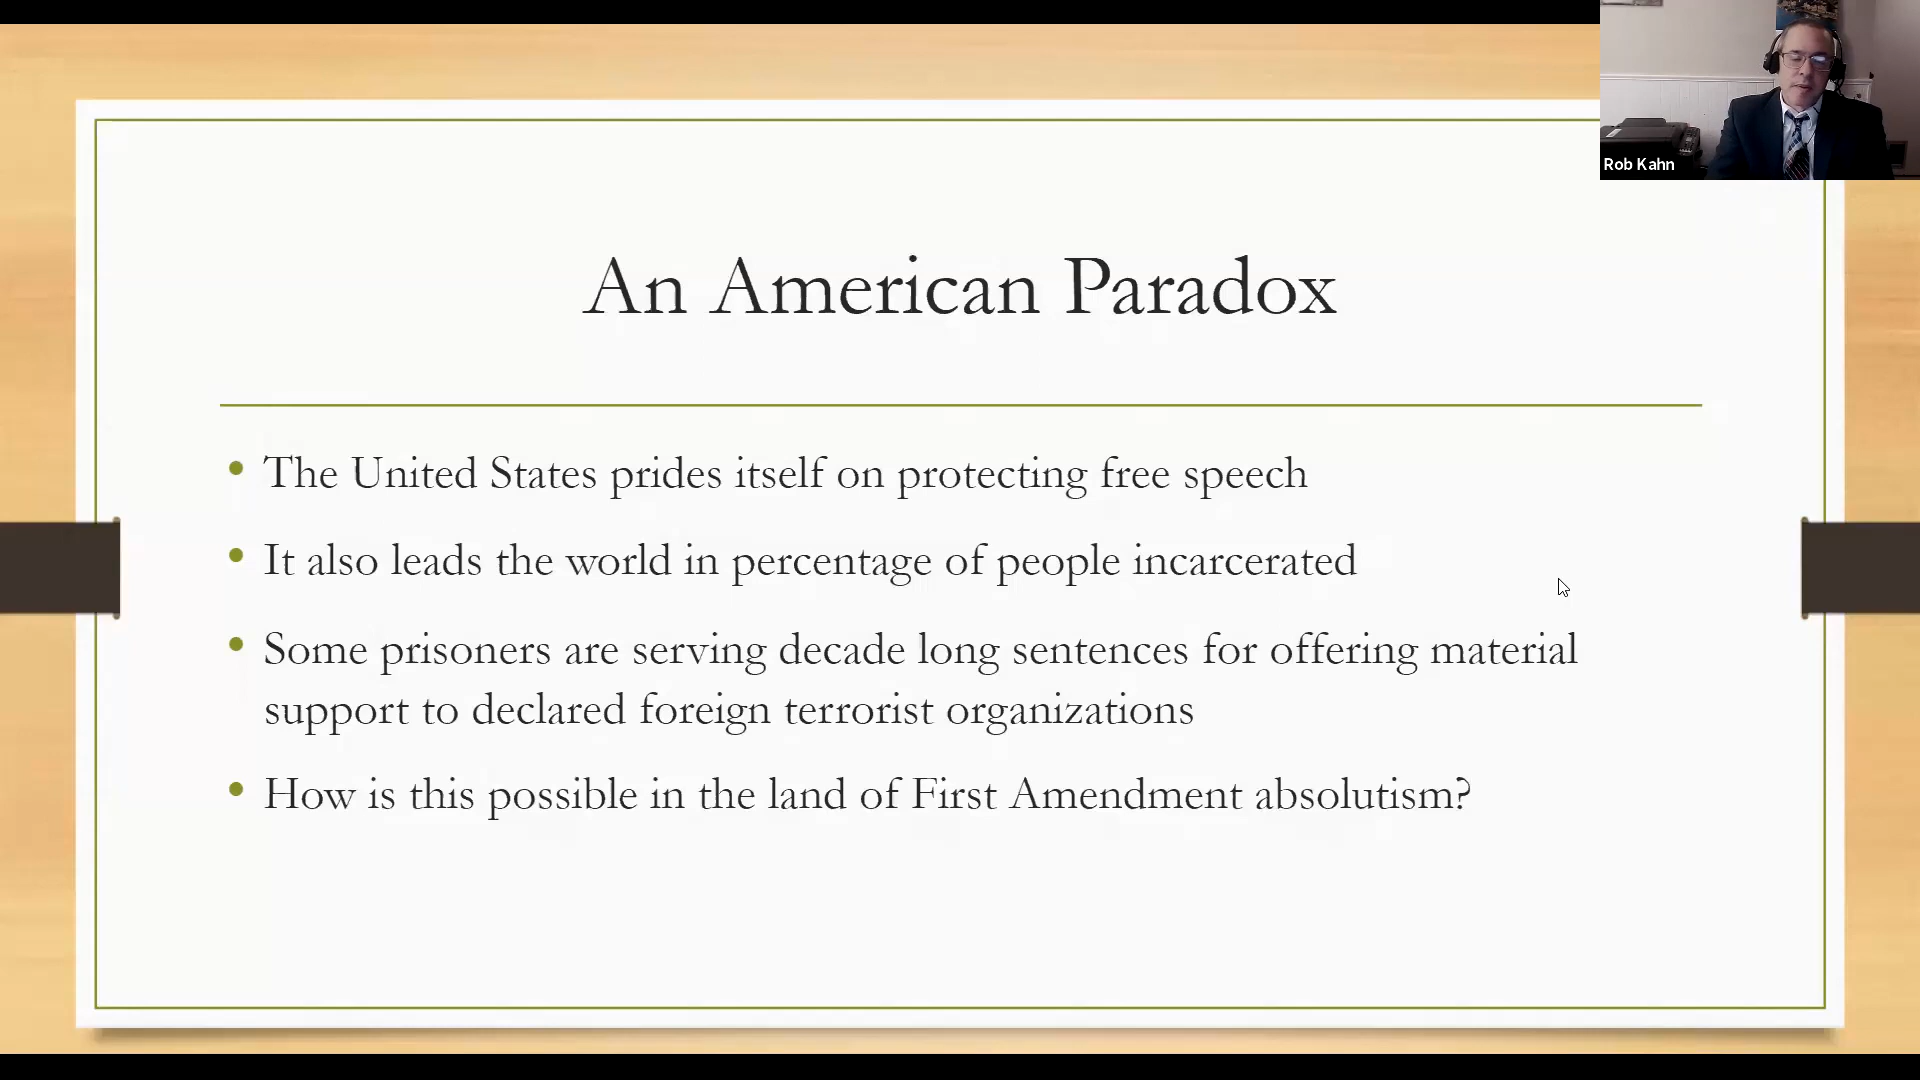 Rob Kahn
An American Paradox
• The United States prides itself on protecting free speech
• It also leads the world in percentage of people incarcerated
• Some prisoners are serving decade long sentences for offering material
support to declared foreign terrorist organizations
• How is this possible in the land of First Amendment absolutism?